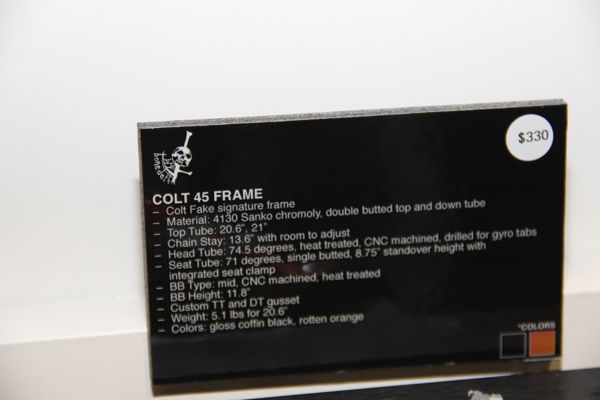 $330
bonedeth
COLT 45 FRAME
– Colt Fake signature frame
– Material: 4130 Sanko chromoly, double butted top and down tube
– Top Tube: 20.6", 21"
– Chain Stay: 13.6" with room to adjust
– Head Tube: 74.5 degrees, heat treated, CNC machined, drilled for gyro tabs
– Seat Tube: 71 degrees, single butted, 8.75" standover height with
integrated seat clamp
– BB Type: mid, CNC machined, heat treated
– BB Height: 11.8"
– Custom TT and DT gusset
– Weight: 5.1 lbs for 20.6"
– Colors: gloss coffin black, rotten orange
*COLORS